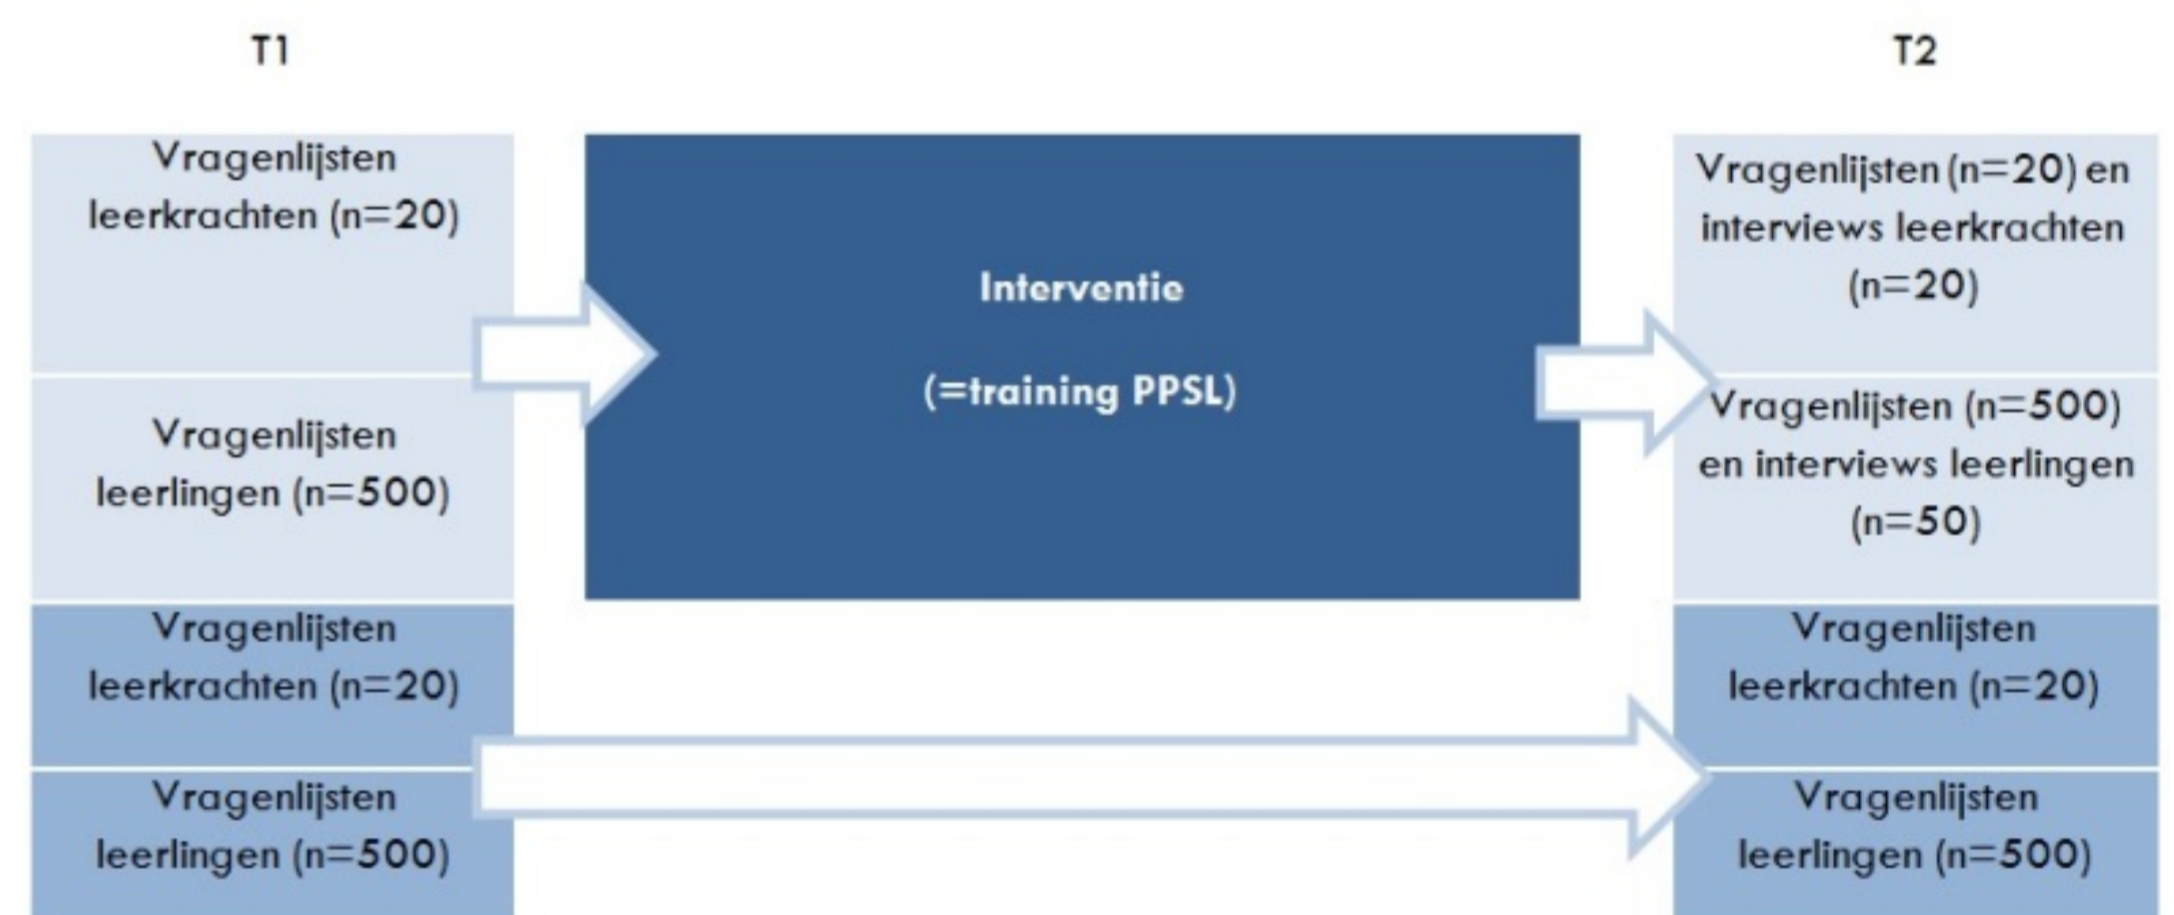 T1
T2
Vragenlijsten
leerkrachten (n=20)
Vragenlijsten
leerlingen (n=500)
Vragenlijsten
leerkrachten (n=20)
Vragenlijsten
leerlingen (n=500)
Interventie
(=training PPSL)
Vragenlijsten (n=20) en
interviews leerkrachten
(n=20)
Vragenlijsten (n=500)
en interviews leerlingen
(n=50)
Vragenlijsten
leerkrachten (n=20)
Vragenlijsten
leerlingen (n=500)